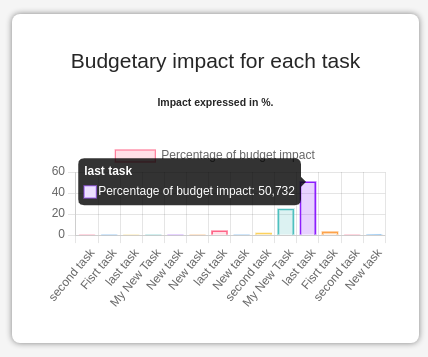 Budgetary impact for each task
Impact expressed in %.
Percentage of budget impact
last task
Percentage of budget impact: 50,732
60
40
20
0
second task
Fisrt task
last task
My New Task
New task
New task
last task
New task
second task
My New Task
last task
Fisrt task
second task
New task